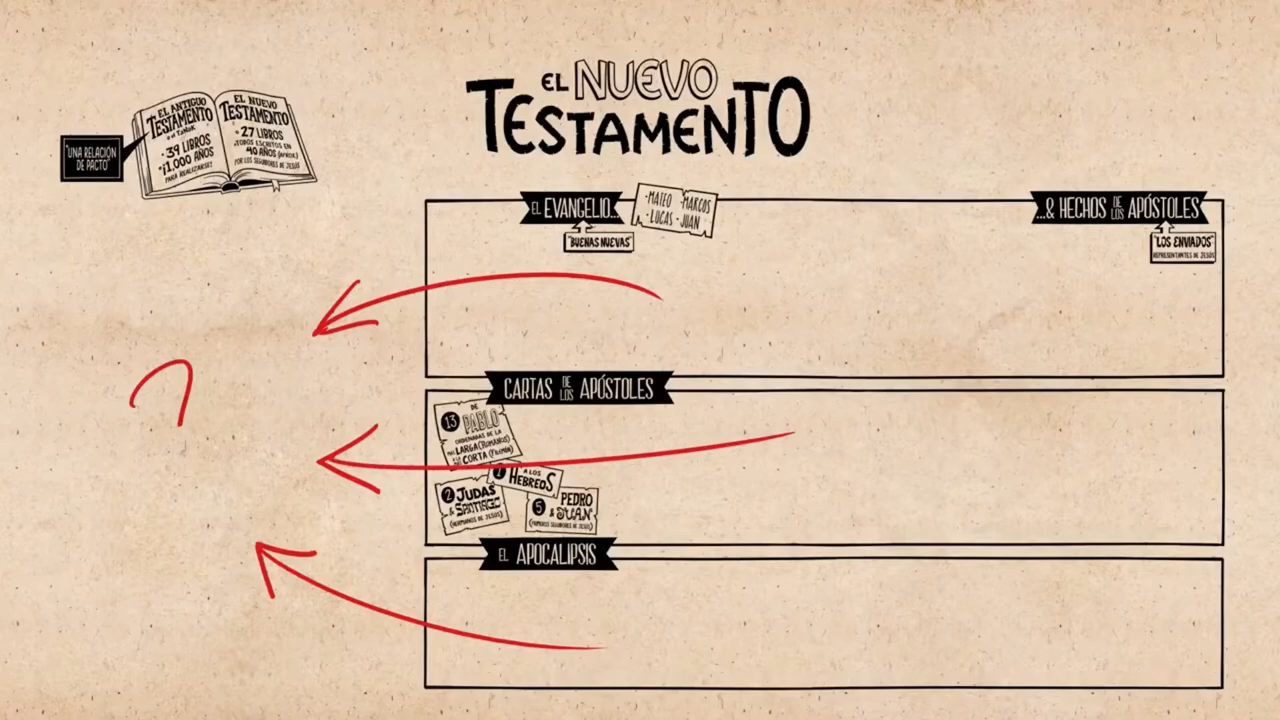 EL NUEVO
TESTAMENTO
EL ANTIGUO
TESTAMENTO
o el TaNaK
· 39 LIBROS
· ¡1.000 AÑOS
PARA REALIZARSE!
EL NUEVO
TESTAMENTO
· 27 LIBROS
· TODOS ESCRITOS EN
40 AÑOS (APROX)
POR LOS SEGUIDORES DE JESÚS
"UNA RELACIÓN
DE PACTO"
EL EVANGELIO...
"BUENAS NUEVAS"
· MATEO · MARCOS
· LUCAS · JUAN
...& HECHOS DE LOS APÓSTOLES
"LOS ENVIADOS"
REPRESENTANTES DE JESÚS
CARTAS DE LOS APÓSTOLES
DE
13 PABLO
ORDENADAS DE LA
MÁS LARGA (ROMANOS)
A LA MÁS CORTA (FILEMÓN)
1 A LOS
HEBREOS
2 JUDAS
& SANTIAGO
(HERMANOS DE JESÚS)
5 PEDRO
& JUAN
(PRIMEROS SEGUIDORES DE JESÚS)
EL APOCALIPSIS